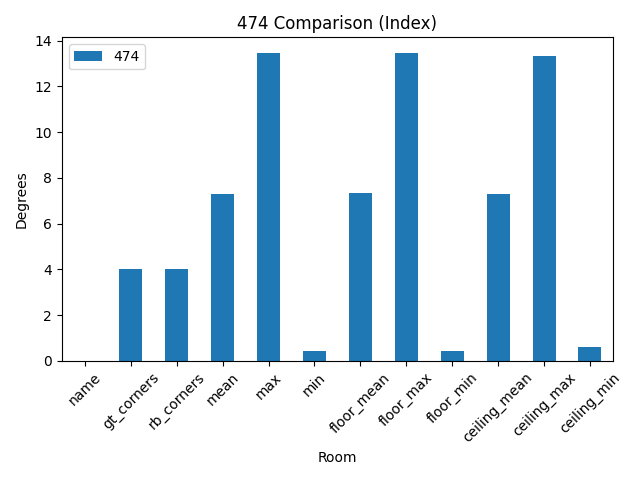 474 Comparison (Index)
474
Degrees
14
12
10
8
6
4
2
0
name
gt_corners
rb_corners
mean
max
min
floor_mean
floor_max
floor_min
ceiling_mean
ceiling_max
ceiling_min
Room